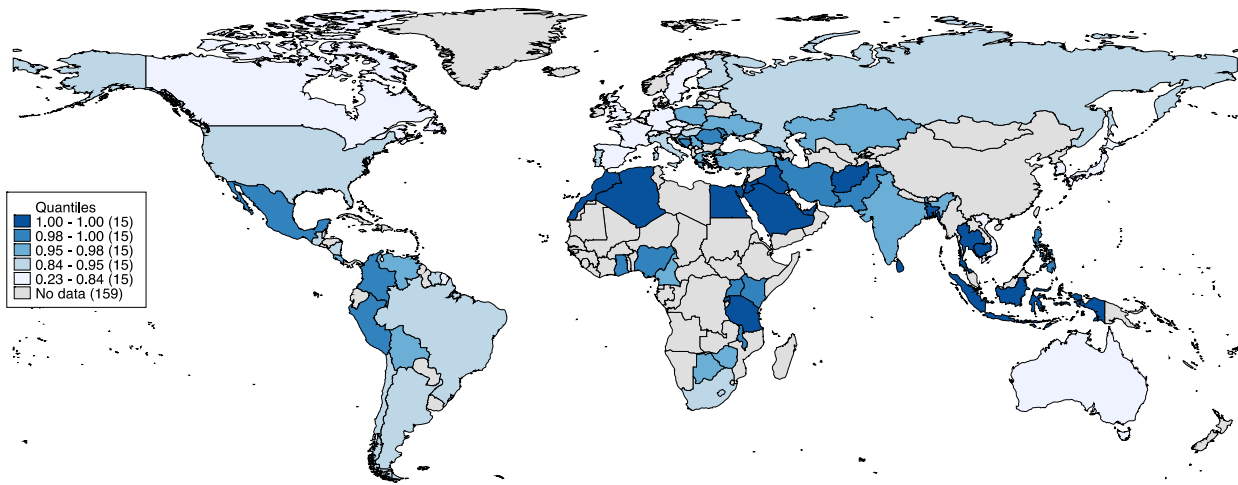 Quantiles
1.00 - 1.00 (15)
0.98 - 1.00 (15)
0.95 - 0.98 (15)
0.84 - 0.95 (15)
0.23 - 0.84 (15)
No data (159)